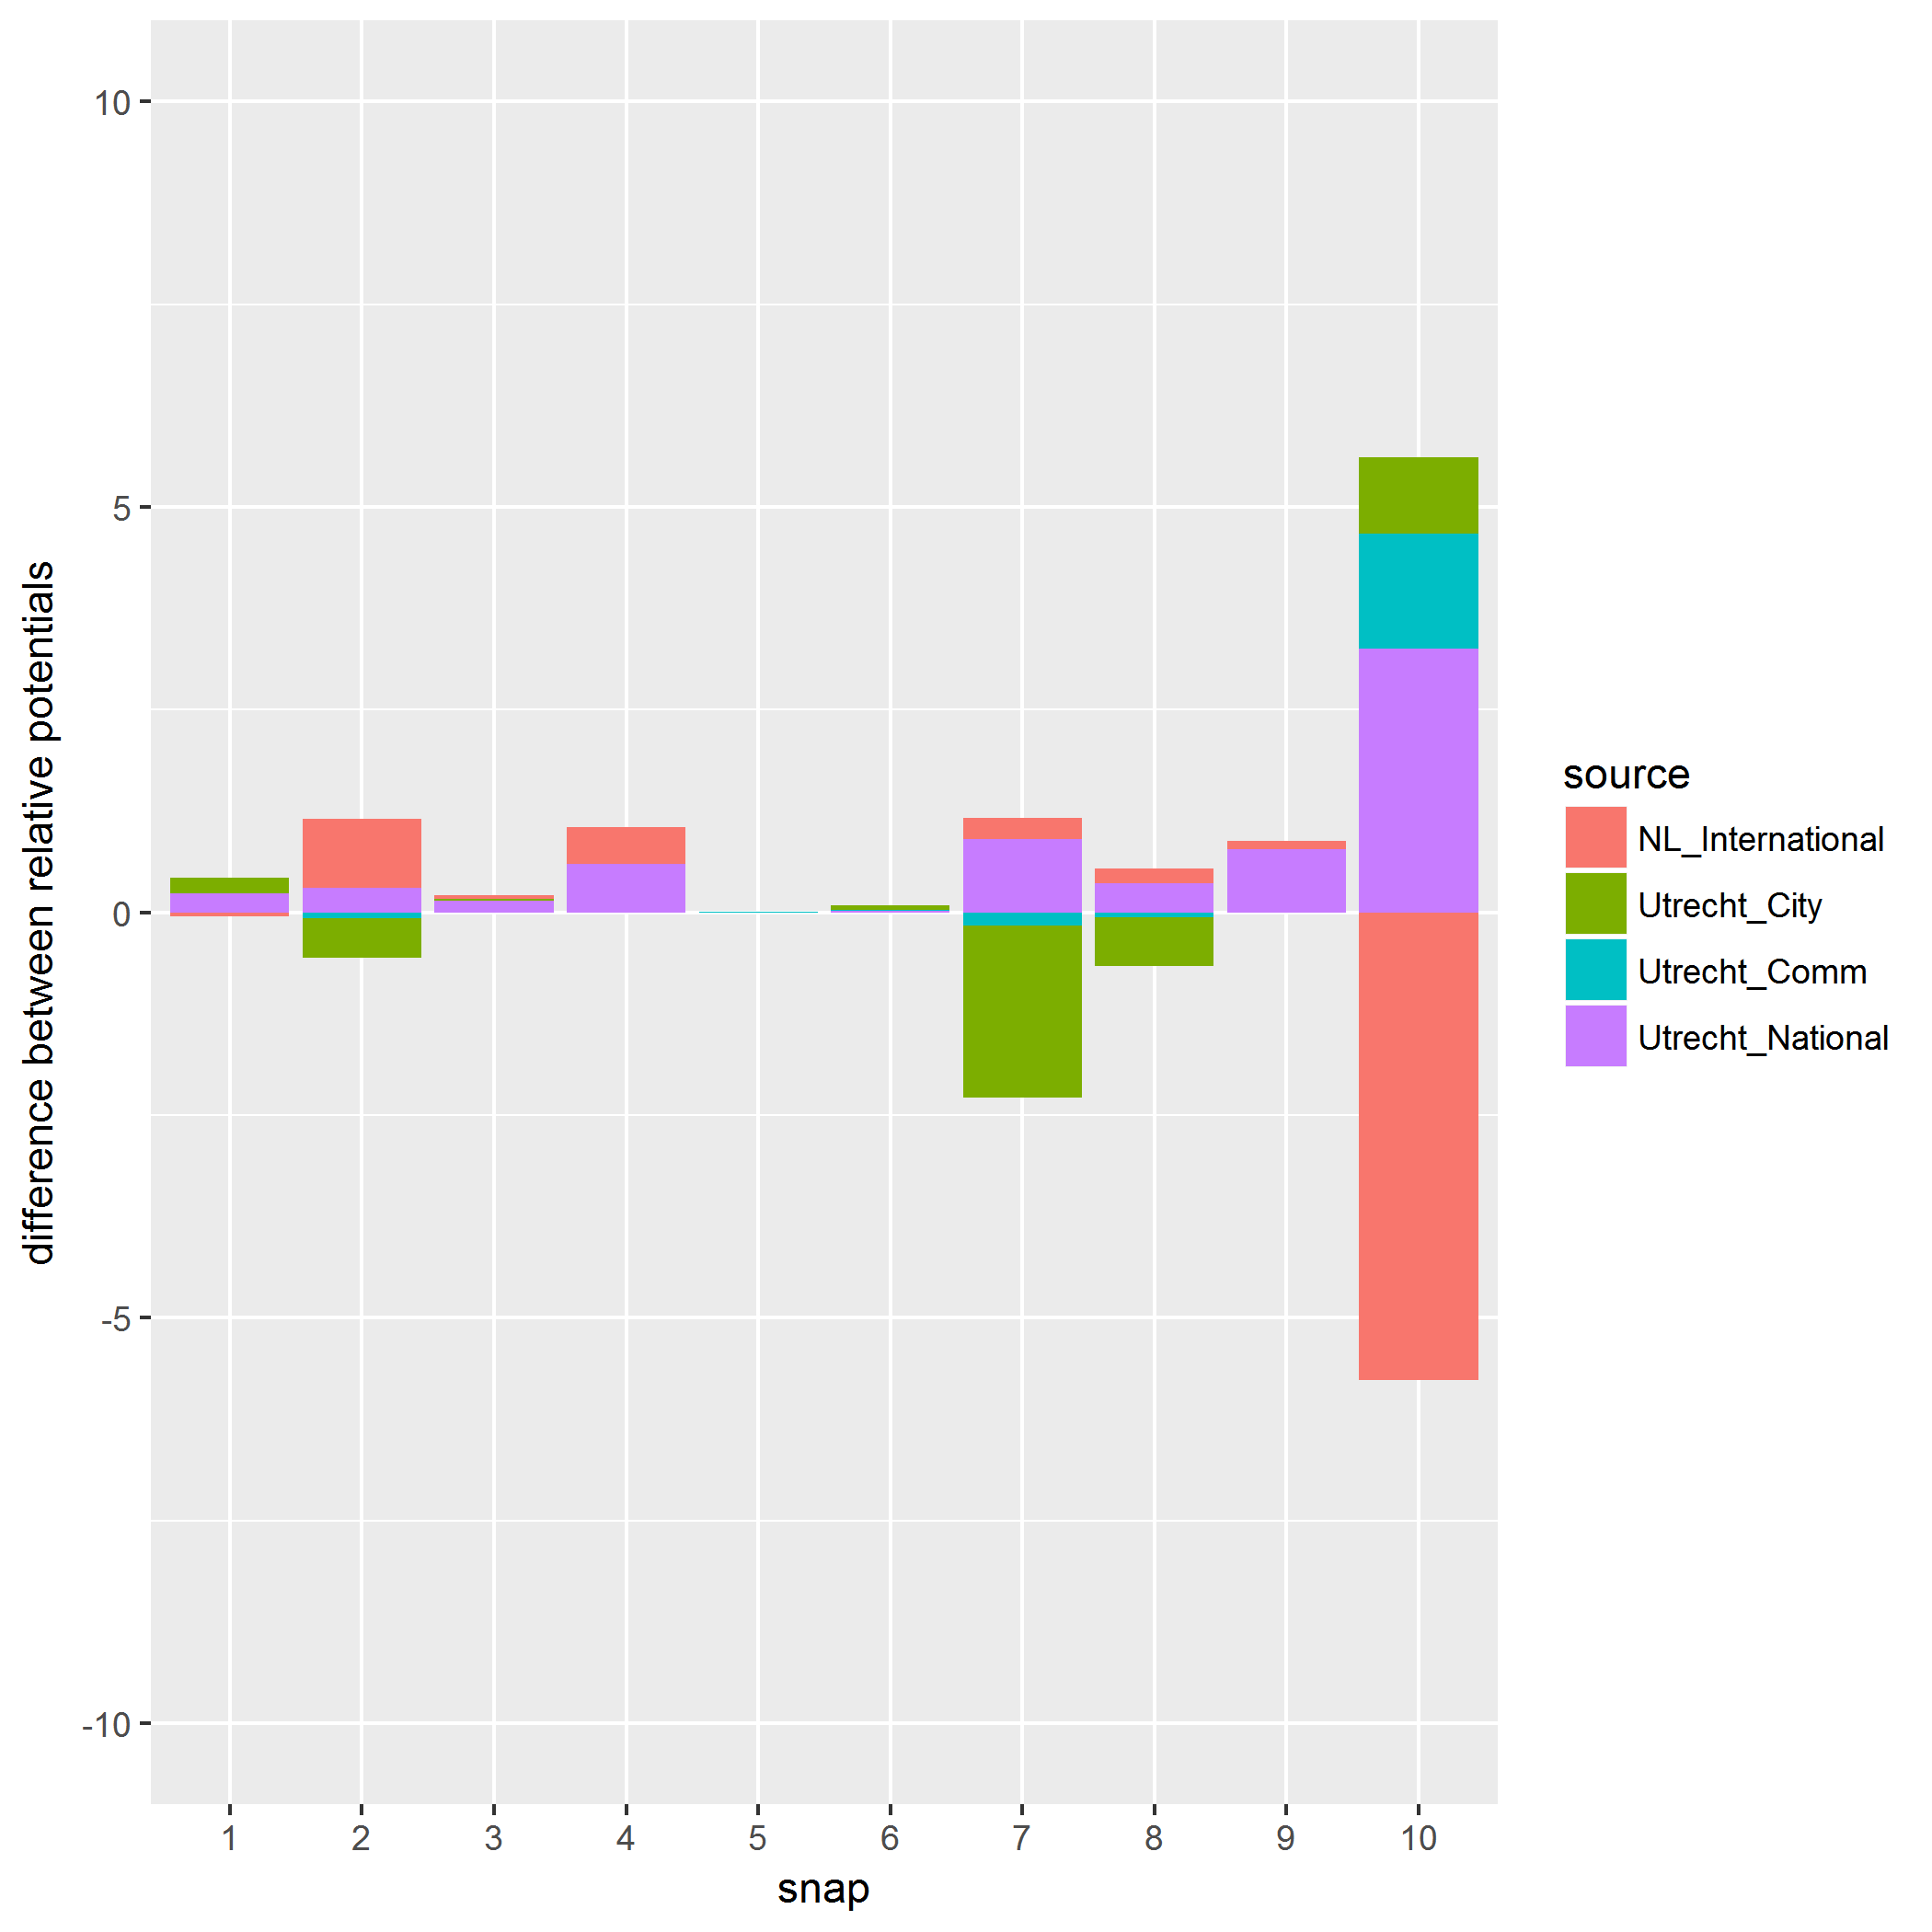 difference between relative potentials
10
5
0
-5
-10
1 2 3 4 5 6 7 8 9 10
snap
source
NL_International
Utrecht_City
Utrecht_Comm
Utrecht_National